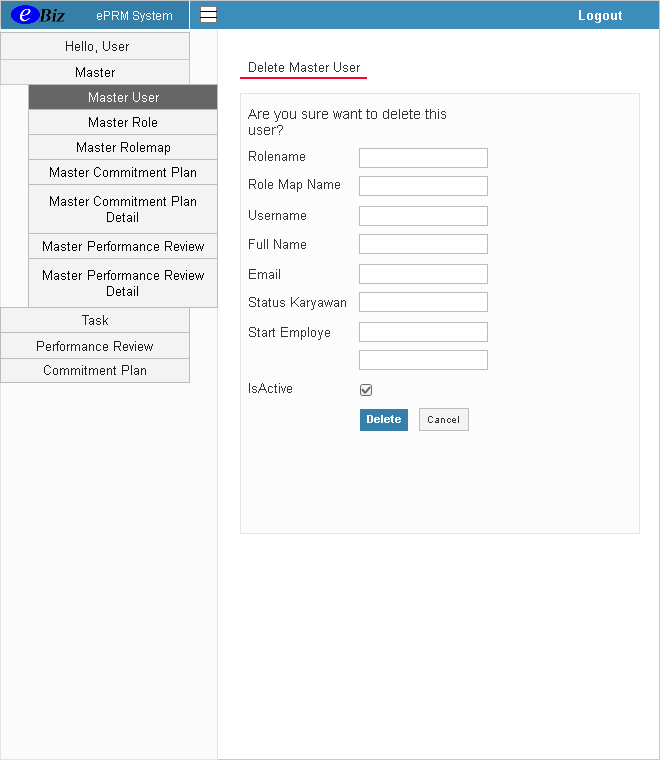 eBiz
ePRM System
Logout
Hello, User
Master
Master User
Master Role
Master Rolemap
Master Commitment Plan
Master Commitment Plan
Detail
Master Performance Review
Master Performance Review
Detail
Task
Performance Review
Commitment Plan
Delete Master User
Are you sure want to delete this
user?
Rolename
Role Map Name
Username
Full Name
Email
Status Karyawan
Start Employe
IsActive
Delete
Cancel